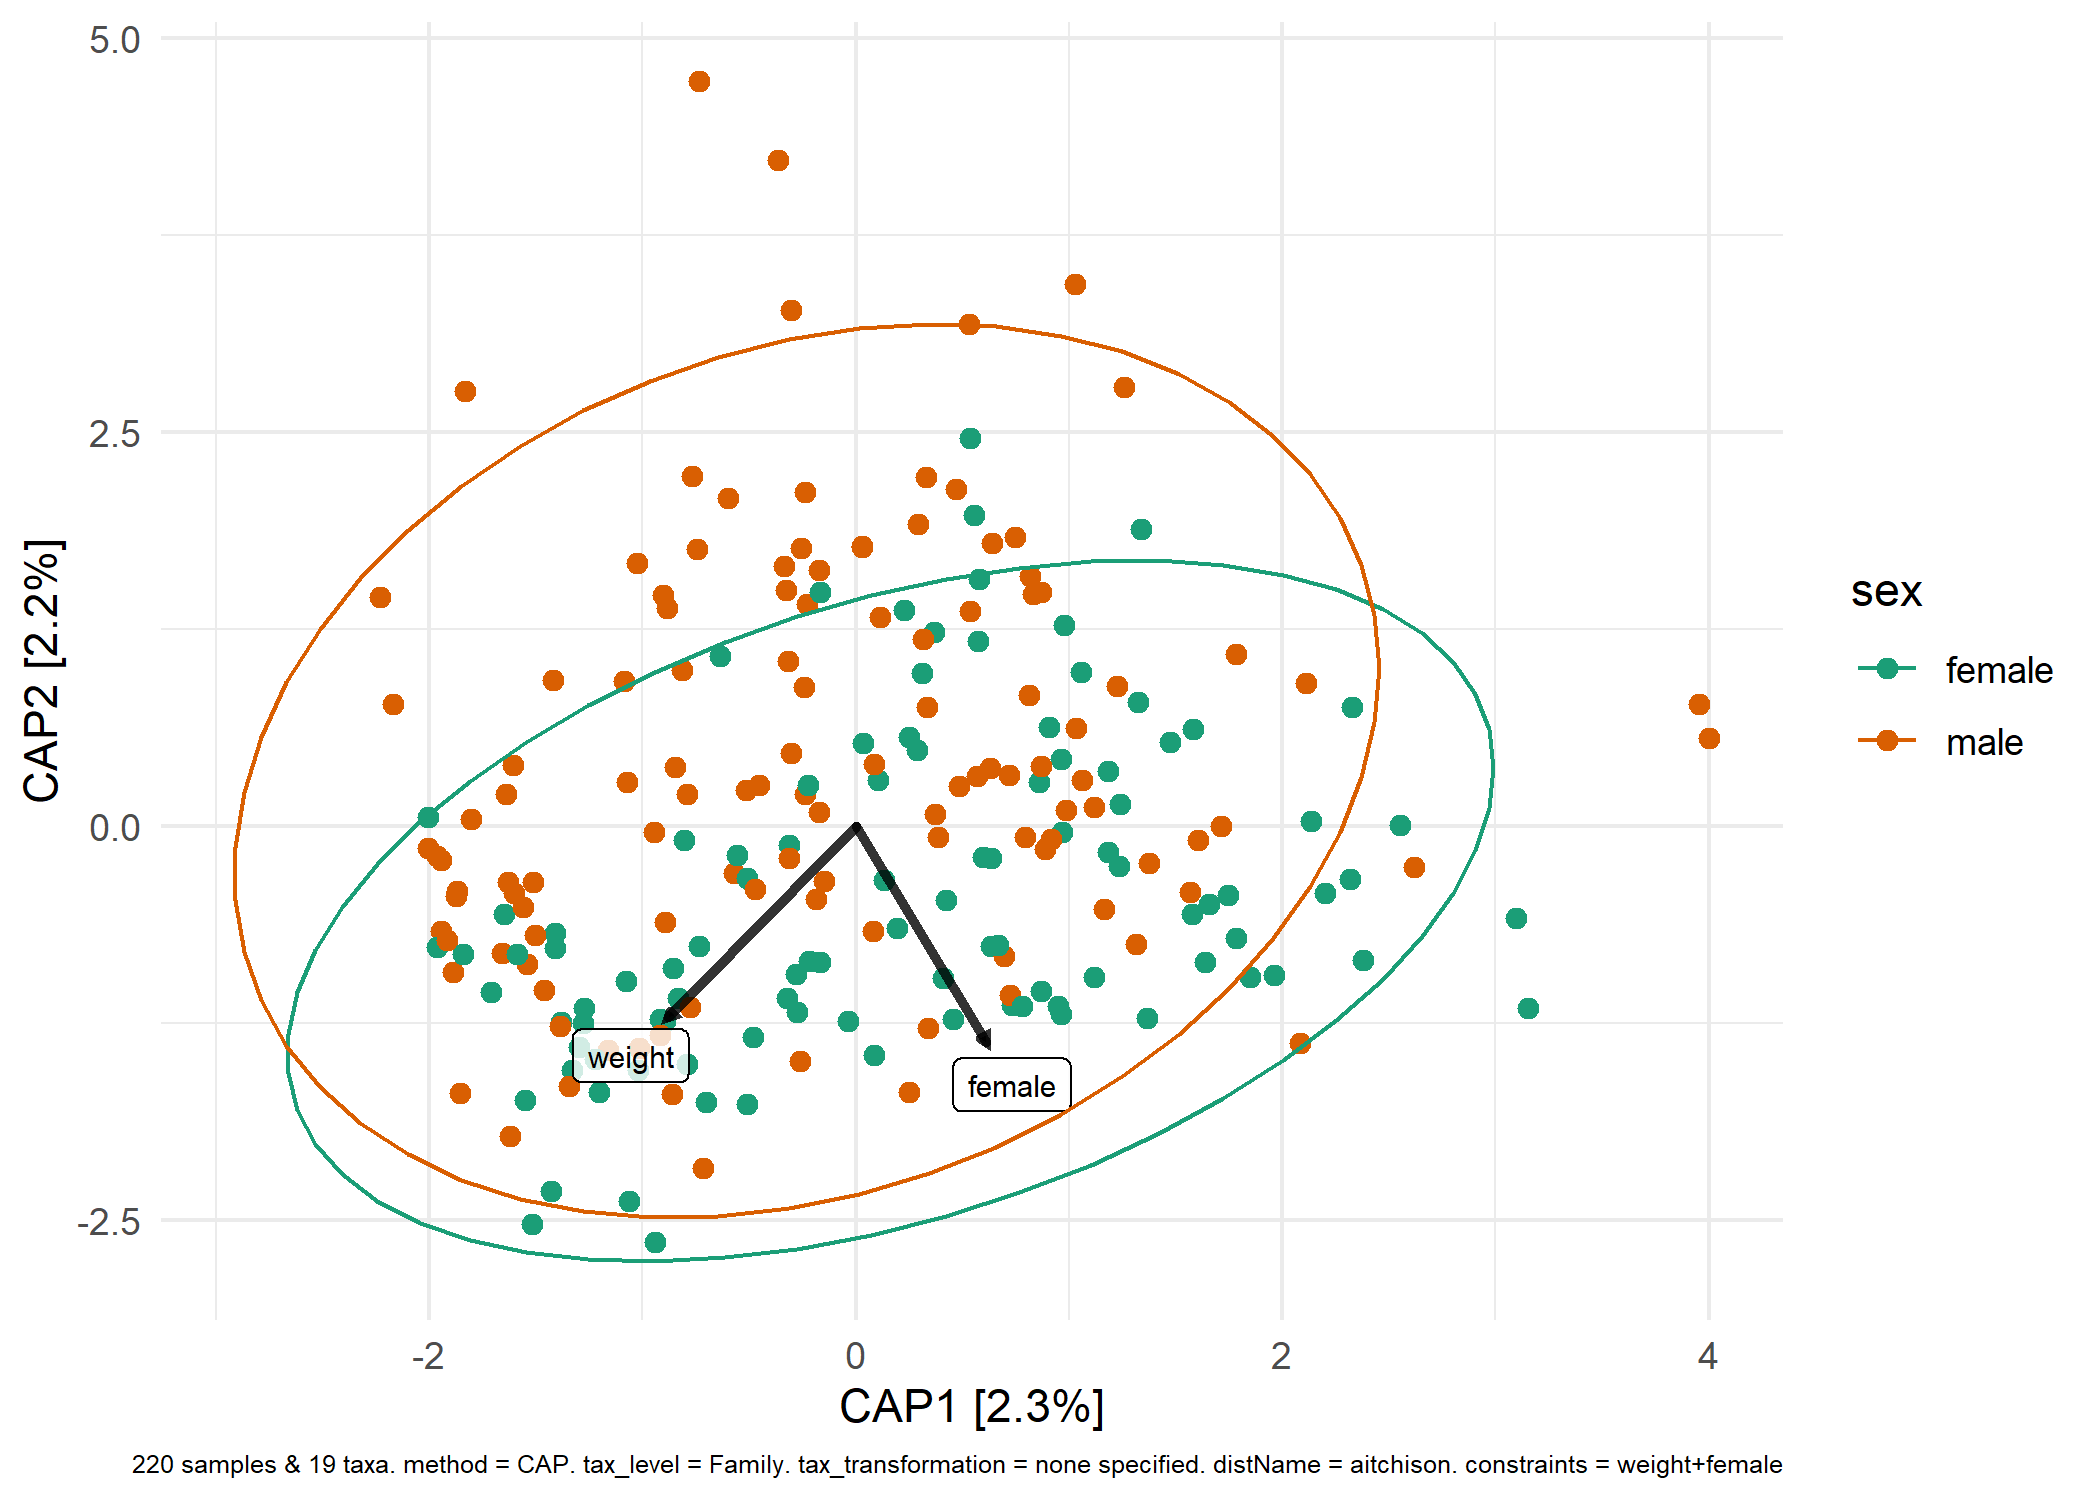 5.0
2.5
0.0
-2.5
CAP2 [2.2%]
weight
female
sex
female
male
-2
0
2
4
CAP1 [2.3%]
220 samples & 19 taxa. method = CAP. tax_level = Family. tax_transformation = none specified. distName = aitchison. constraints = weight+female